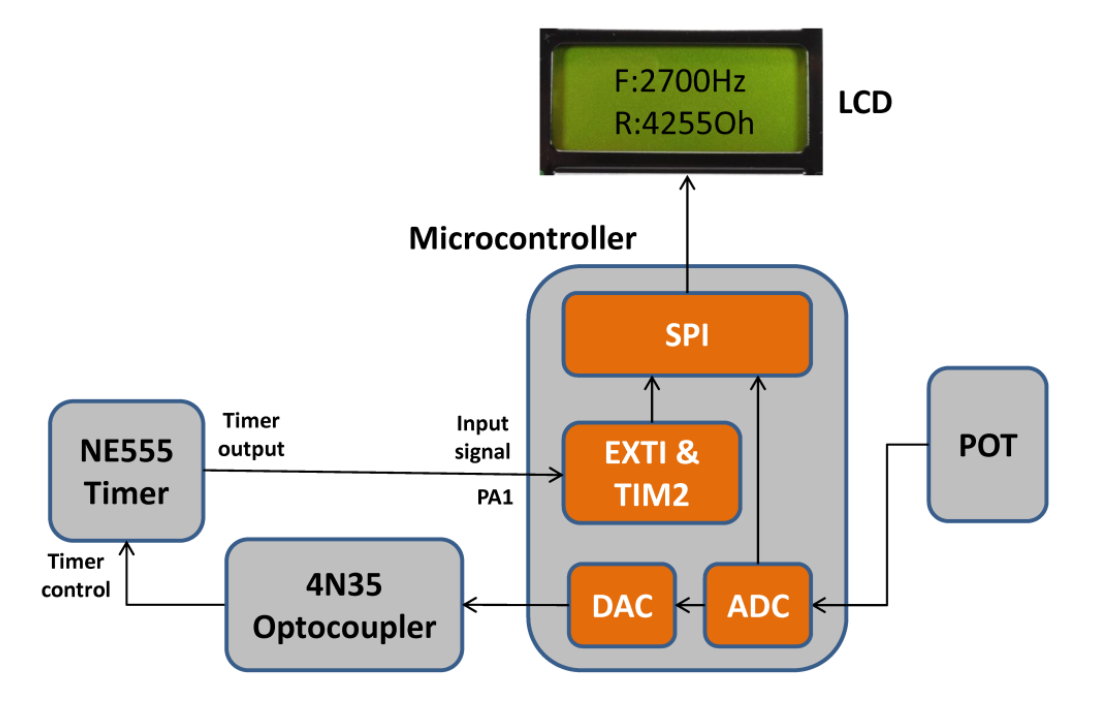 F:2700Hz
R:4255Oh
LCD
Microcontroller
SPI
NE555
Timer
Timer
output
Input
signal
PA1
EXTI &
TIM2
POT
Timer
control
4N35
Optocoupler
DAC
ADC